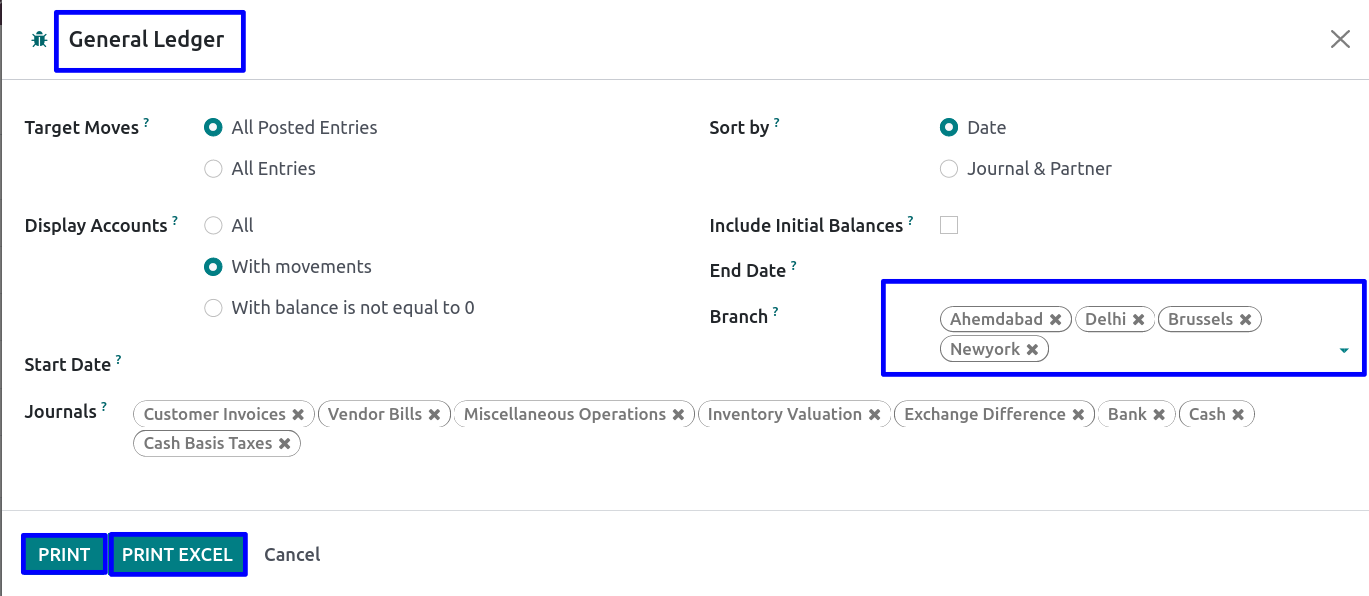 General Ledger
Target Moves ?
All Posted Entries
All Entries
Sort by ?
Date
Journal & Partner
Display Accounts ?
All
With movements
With balance is not equal to 0
Include Initial Balances ?
End Date ?
Branch ?
Ahemdabad ✖ Delhi ✖ Brussels ✖
Newyork ✖
Start Date ?
Journals ?
Customer Invoices ✖ Vendor Bills ✖ Miscellaneous Operations ✖ Inventory Valuation ✖ Exchange Difference ✖ Bank ✖ Cash ✖
Cash Basis Taxes ✖
PRINT PRINT EXCEL Cancel